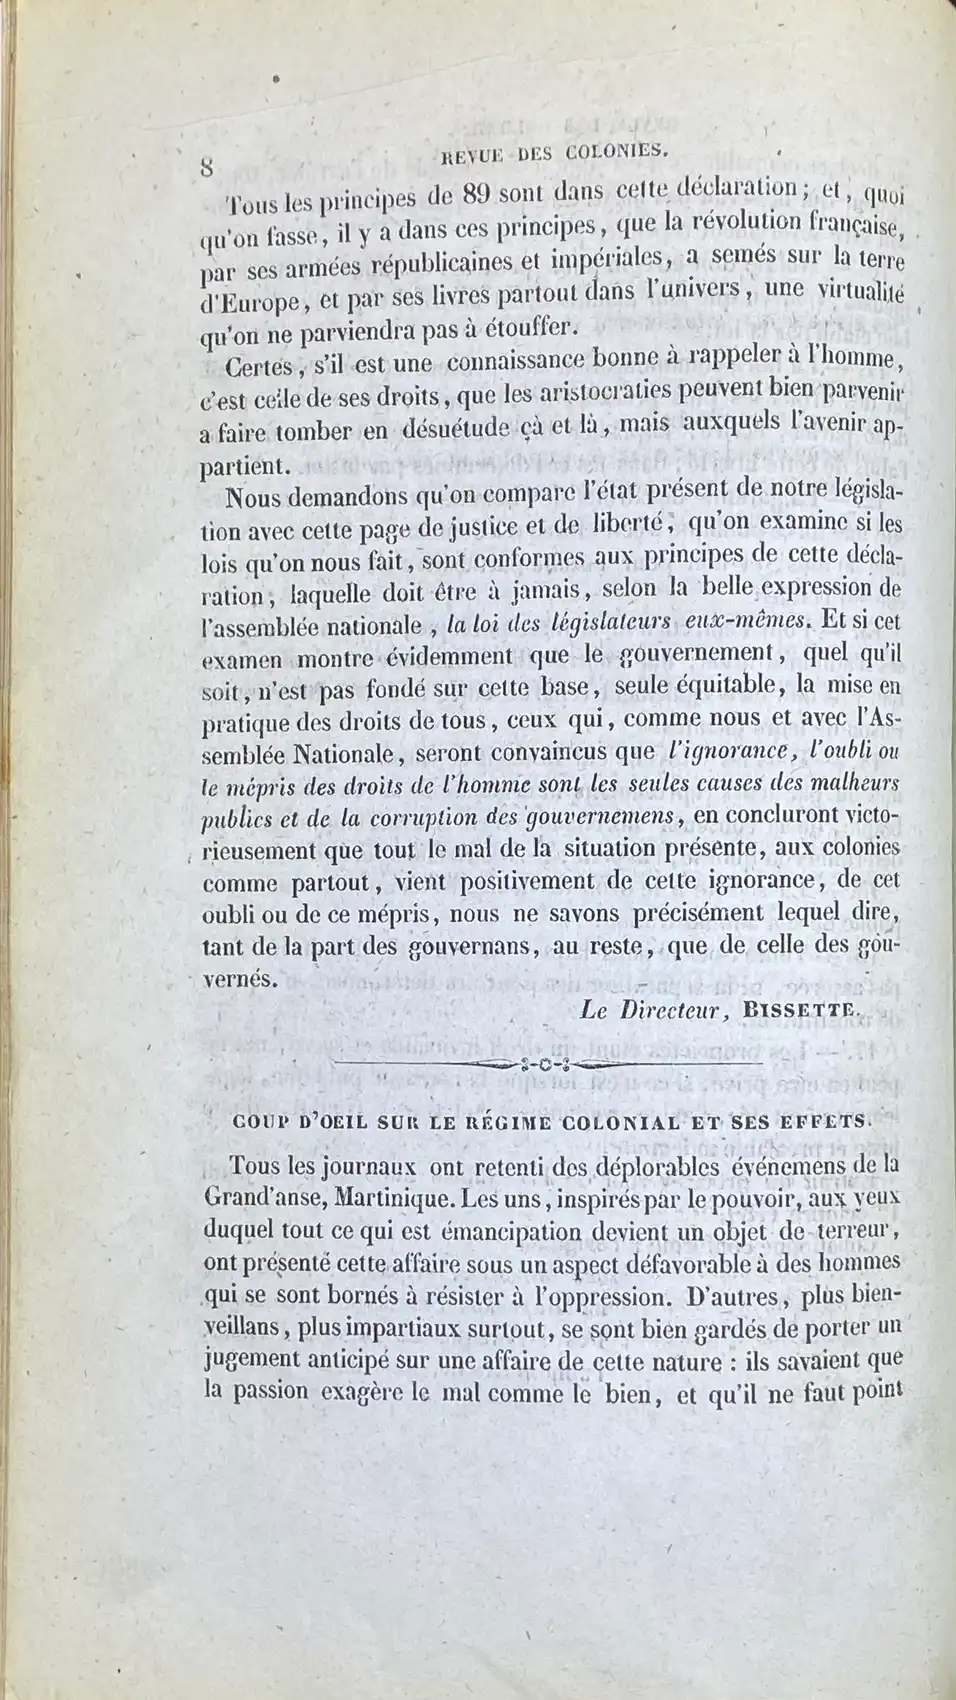 8
REVUE DES COLONIES.
Tous les principes de 89 sont dans cette déclaration ; et, quoi
qu'on fasse, il y a dans ces principes, que la révolution française,
par ses armées républicaines et impériales, a semés sur la terre
d'Europe, et par ses livres partout dans l'univers, une virtualité
qu'on ne parviendra pas à étouffer.
Certes, s'il est une connaissance bonne à rappeler à l'homme,
c'est celle de ses droits, que les aristocraties peuvent bien parvenir
a faire tomber en désuétude çà et là, mais auxquels l'avenir ap-
partient.
Nous demandons qu'on compare l'état présent de notre législa-
tion avec cette page de justice et de liberté, qu'on examine si les
lois qu'on nous fait, sont conformes aux principes de cette décla-
ration, laquelle doit être à jamais, selon la belle expression de
l'assemblée nationale, la loi des législateurs eux-mêmes. Et si cet
examen montre évidemment que le gouvernement, quel qu'il
soit, n'est pas fondé sur cette base, seule équitable, la mise en
pratique des droits de tous, ceux qui, comme nous et avec l'As-
semblée Nationale, seront convaincus que l'ignorance, l'oubli ou
le mépris des droits de l'homme sont les seules causes des malheurs
publics et de la corruption des gouvernemens, en concluront victo-
rieusement que tout le mal de la situation présente, aux colonies
comme partout, vient positivement de cette ignorance, de cet
oubli ou de ce mépris, nous ne savons précisément lequel dire,
tant de la part des gouvernans, au reste, que de celle des gou-
vernés.
Le Directeur, BISSETTE.
COUP D'OEIL SUR LE RÉGIME COLONIAL ET SES EFFETS.
Tous les journaux ont retenti des déplorables événemens de la
Grand'anse, Martinique. Les uns, inspirés par le pouvoir, aux yeux
duquel tout ce qui est émancipation devient un objet de terreur,
ont présenté cette affaire sous un aspect défavorable à des hommes
qui se sont bornés à résister à l'oppression. D'autres, plus bien-
veillans, plus impartiaux surtout, se sont bien gardés de porter un
jugement anticipé sur une affaire de cette nature : ils savaient que
la passion exagère le mal comme le bien, et qu'il ne faut point